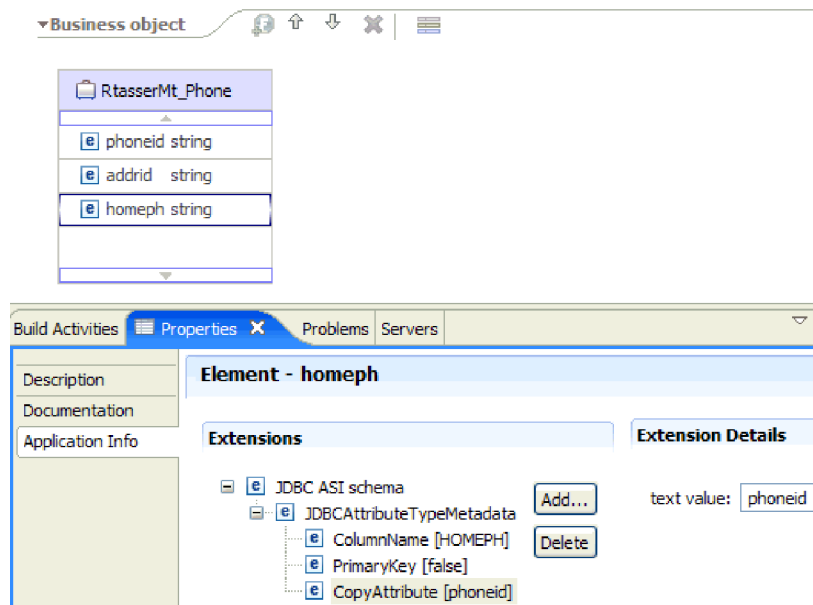 Business object
RtasserMt_Phone
e phoneid string
e addrid string
e homeph string
Build Activities Properties Problems Servers
Description
Documentation
Application Info
Element - homeph
Extensions
e JDBC ASI schema
e JDBCAttributeTypeMetadata
e ColumnName [HOMEPH]
e PrimaryKey [false]
e CopyAttribute [phoneid]
Add...
Delete
Extension Details
text value: phoneid